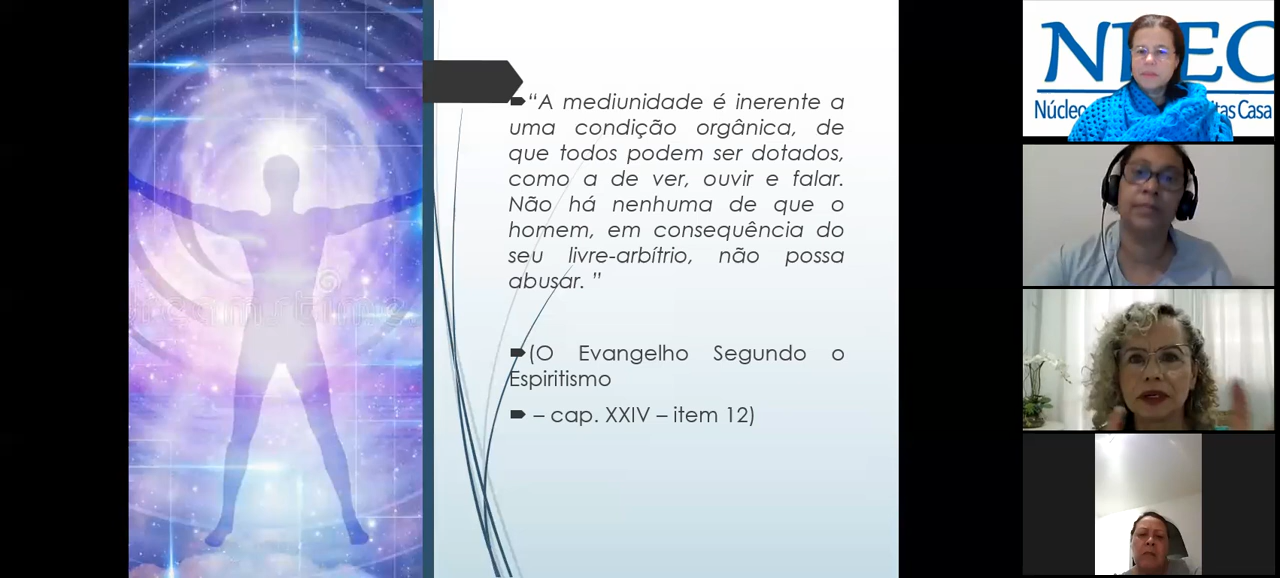 “A mediunidade é inerente a
uma condição orgânica, de
que todos podem ser dotados,
como a de ver, ouvir e falar.
Não há nenhuma de que o
homem, em consequência do
seu livre-arbítrio, não possa
abusar. ”
(O Evangelho Segundo o
Espiritismo
– cap. XXIV – item 12)
dreamstime.
Núcleo
itas Casa